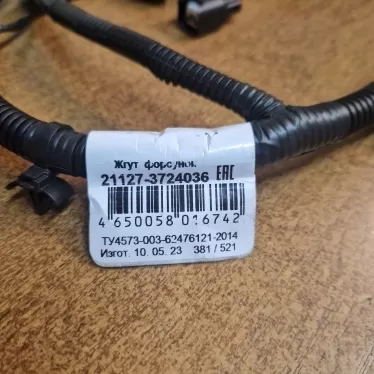 Жгут форсунок
21127-3724036 EAC
4 650058 016742
ТУ4573-003-62476121-2014
Изгот. 10. 05. 23 381 / 521